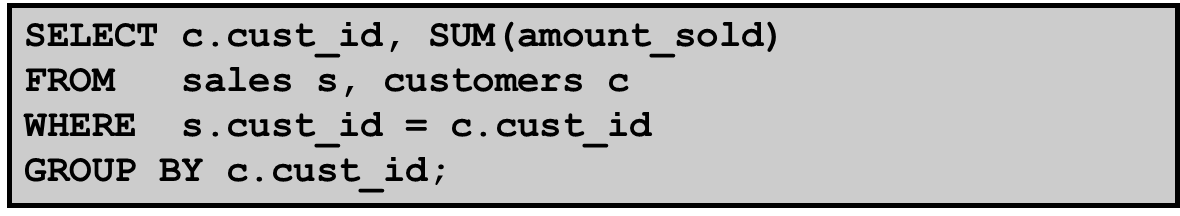 SELECT c.cust_id, SUM(amount_sold)
FROM   sales s, customers c
WHERE  s.cust_id = c.cust_id
GROUP BY c.cust_id;